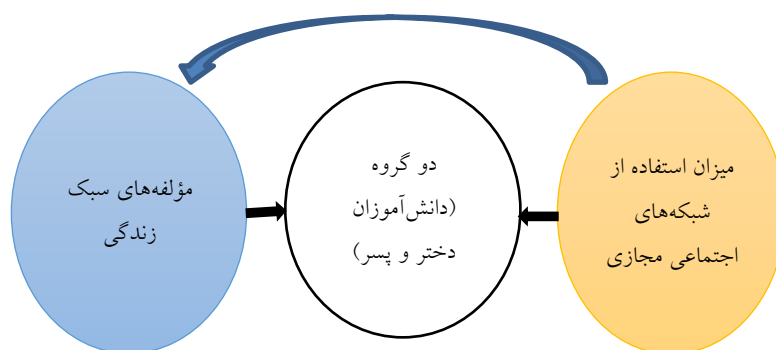 میزان استفاده از
شبکه‌های
اجتماعی مجازی
دو گروه
(دانش‌آموزان
دختر و پسر)
مؤلفه‌های سبک
زندگی